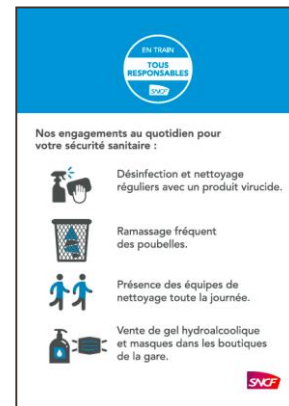 EN TRAIN
TOUS
RESPONSABLES
SNCF
Nos engagements au quotidien pour
votre sécurité sanitaire :
Désinfection et nettoyage
réguliers avec un produit virucide.
Ramassage fréquent
des poubelles.
Présence des équipes de
nettoyage toute la journée.
Vente de gel hydroalcoolique
et masques dans les boutiques
de la gare.
SNCF